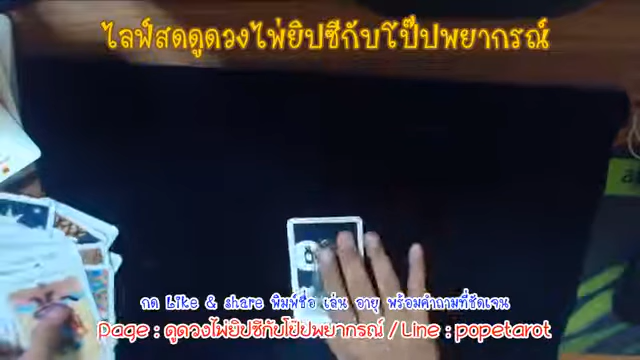 ไลฟ์สดดูดวงไพ่ยิปซีกับโป๊ปพยากรณ์
กด Like & share พิมพ์ชื่อ เล่น อายุ พร้อมคำถามที่ชัดเจน
Page : ดูดวงไพ่ยิปซีกับโป๊ปพยากรณ์ / Line : popetarot